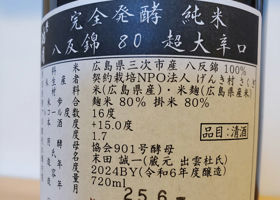 完全発酵 純米
八反錦 80 超大辛口
広島県三次市産 八反錦 100%
契約栽培NPO法人 げんき村
米(広島県産)・米麹(広島県産米)
麹米 80% 掛米 80%
16度
+15.0度
1.7
品目:清酒
協会901号酵母
末田 誠一(蔵元 出雲杜氏)
2024BY(令和6年度醸造)
720ml
25.6